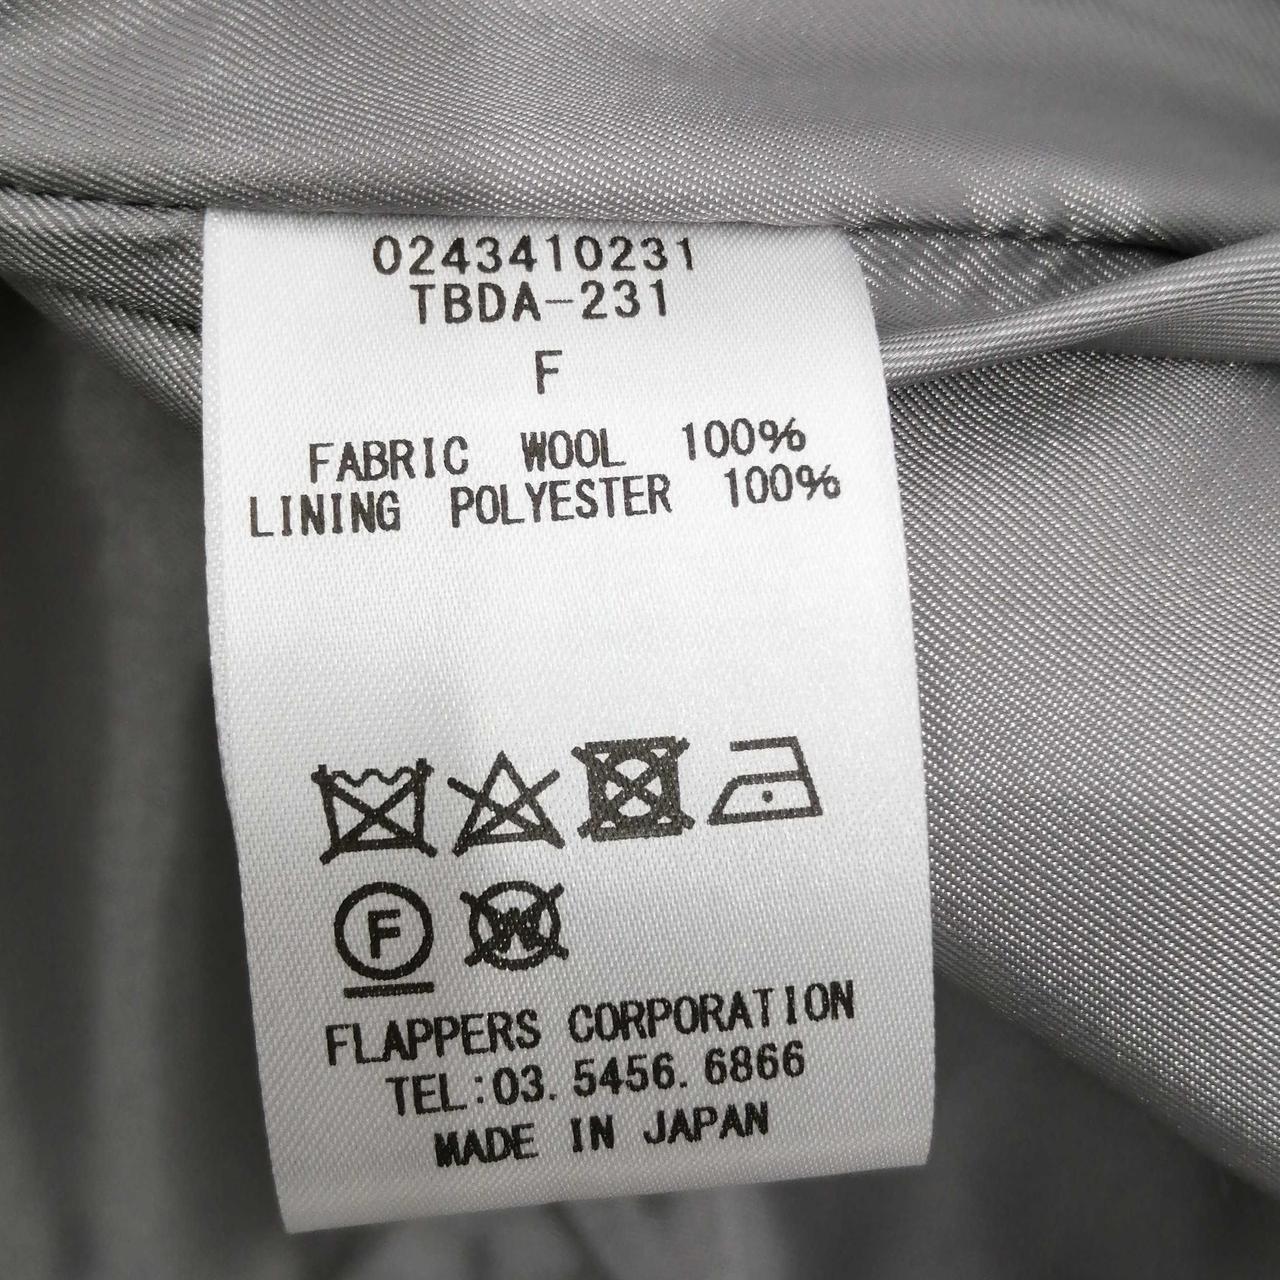 0243410231
TBDA-231
F
FABRIC WOOL 100%
LINING POLYESTER 100%
F W
FLAPPERS CORPORATION
TEL:03.5456.6866
MADE IN JAPAN